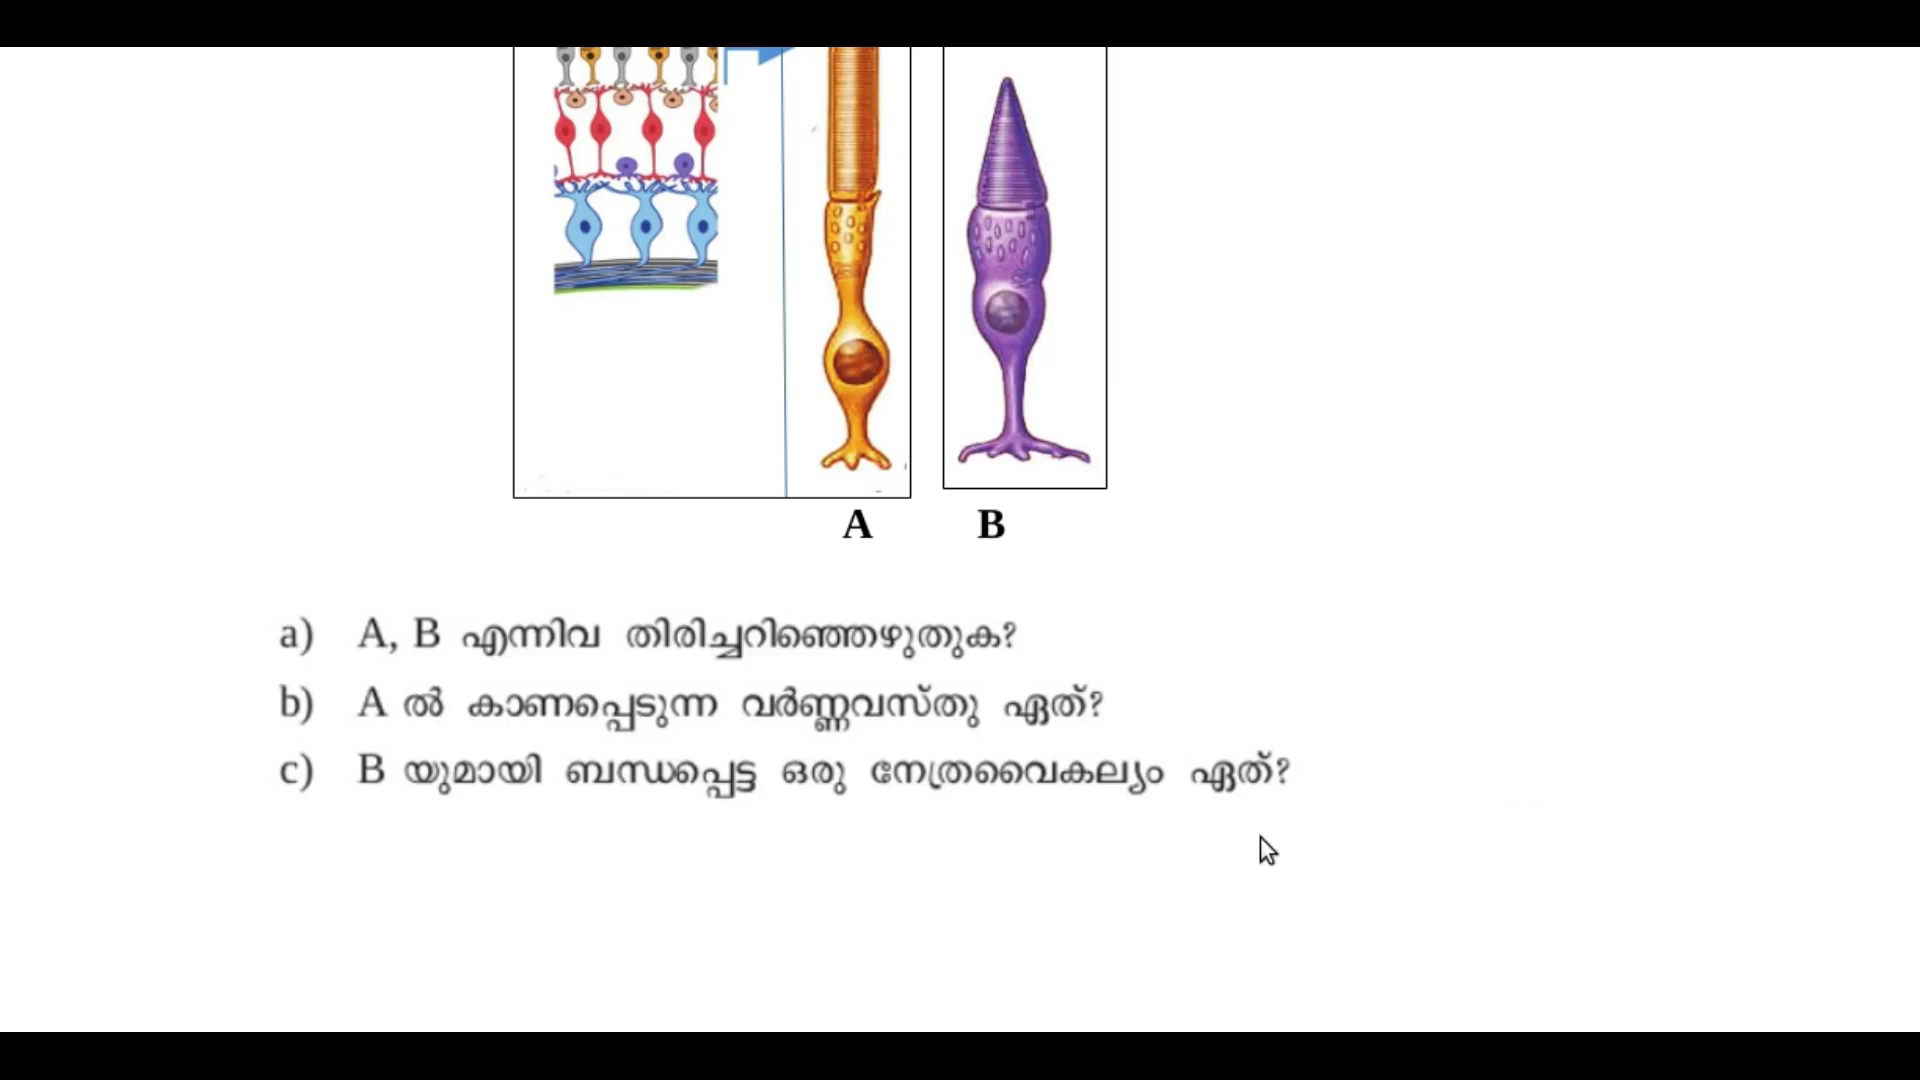 A B
a) A, B എന്നിവ തിരിച്ചറിഞ്ഞെഴുതുക?
b) A ൽ കാണപ്പെടുന്ന വർണ്ണവസ്തു ഏത്?
c) B യുമായി ബന്ധപ്പെട്ട ഒരു നേത്രവൈകല്യം ഏത്?